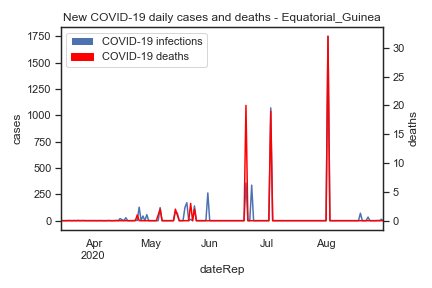 New COVID-19 daily cases and deaths - Equatorial_Guinea
COVID-19 infections
COVID-19 deaths
1750
1500
1250
1000
750
500
250
0
cases
30
25
20
15
10
5
0
deaths
Apr
2020
May
Jun
Jul
Aug
dateRep